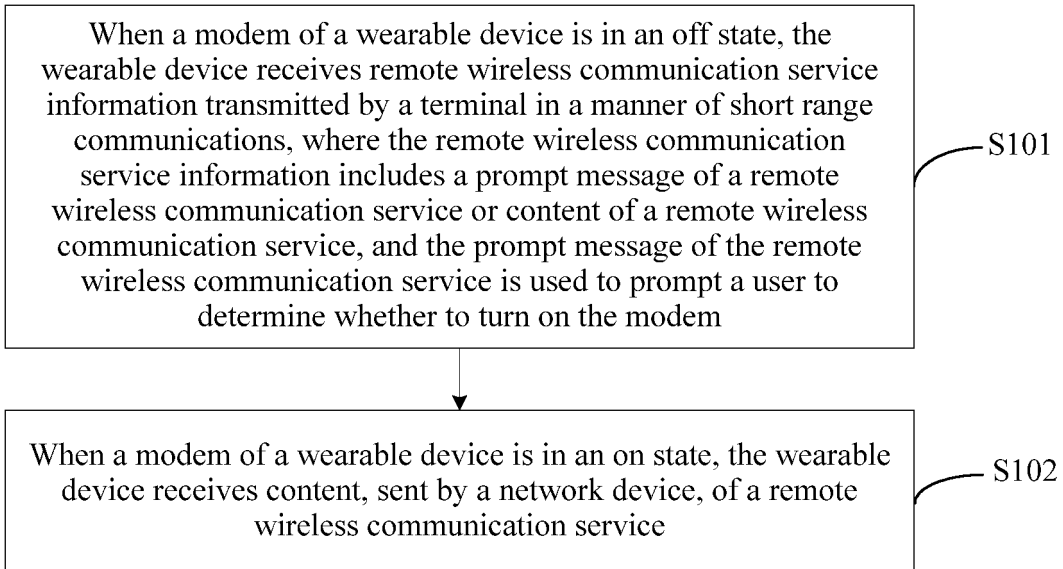 When a modem of a wearable device is in an off state, the
wearable device receives remote wireless communication service
information transmitted by a terminal in a manner of short range
communications, where the remote wireless communication
service information includes a prompt message of a remote
wireless communication service or content of a remote wireless
communication service, and the prompt message of the remote
wireless communication service is used to prompt a user to
determine whether to turn on the modem
S101
When a modem of a wearable device is in an on state, the wearable
device receives content, sent by a network device, of a remote
wireless communication service
S102